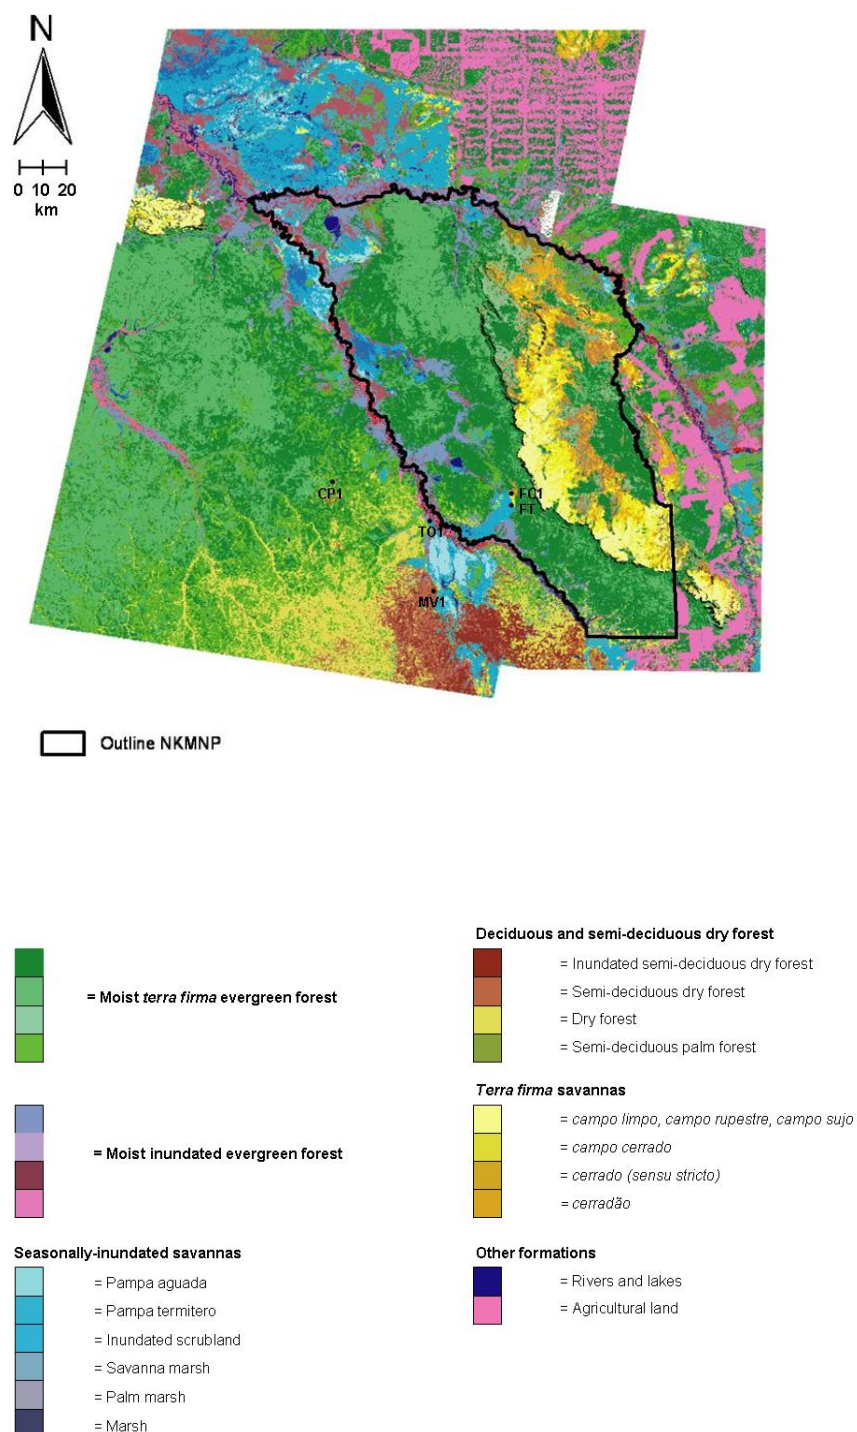 N
0 10 20
km
CP1
FC1
FT
TO1
MV1
Outline NKMNP
= Moist terra firma evergreen forest
= Moist inundated evergreen forest
Seasonally-inundated savannas
= Pampa aguada
= Pampa termitero
= Inundated scrubland
= Savanna marsh
= Palm marsh
= Marsh
Deciduous and semi-deciduous dry forest
= Inundated semi-deciduous dry forest
= Semi-deciduous dry forest
= Dry forest
= Semi-deciduous palm forest
Terra firma savannas
= campo limpo, campo rupestre, campo sujo
= campo cerrado
= cerrado (sensu stricto)
= cerradão
Other formations
= Rivers and lakes
= Agricultural land